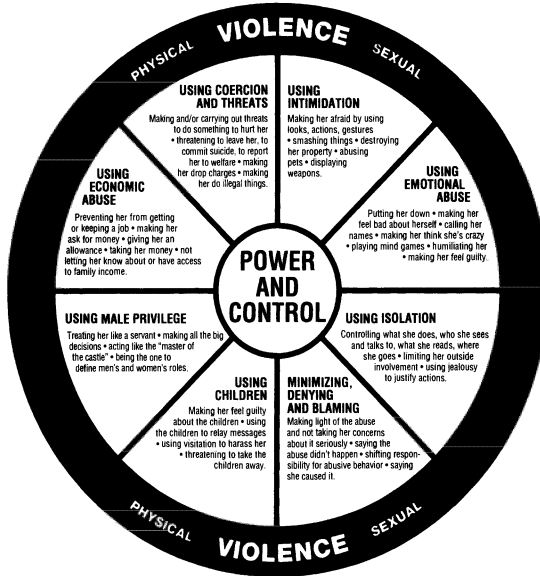 PHYSICAL VIOLENCE SEXUAL
USING COERCION
AND THREATS
Making and/or carrying out threats
to do something to hurt her
• threatening to leave her, to
commit suicide, to report
her to welfare • making
her drop charges • making
her do illegal things.
USING
INTIMIDATION
Making her afraid by using
looks, actions, gestures
• smashing things • destroying
her property • abusing
pets • displaying
weapons.
USING
ECONOMIC
ABUSE
Preventing her from getting
or keeping a job • making her
ask for money • giving her an
allowance • taking her money • not
letting her know about or have access
to family income.
USING
EMOTIONAL
ABUSE
Putting her down • making her
feel bad about herself • calling her
names • making her think she's crazy
• playing mind games • humiliating her
• making her feel guilty.
POWER
AND
CONTROL
USING MALE PRIVILEGE
Treating her like a servant • making all the big
decisions • acting like the "master of
the castle" • being the one to
define men's and women's roles.
USING ISOLATION
Controlling what she does, who she sees
and talks to, what she reads, where
she goes • limiting her outside
involvement • using jealousy
to justify actions.
USING
CHILDREN
Making her feel guilty
about the children • using
the children to relay messages
• using visitation to harass her
• threatening to take the
children away.
MINIMIZING,
DENYING
AND BLAMING
Making light of the abuse
and not taking her concerns
about it seriously • saying the
abuse didn't happen • shifting respon-
sibility for abusive behavior • saying
she caused it.
PHYSICAL VIOLENCE SEXUAL